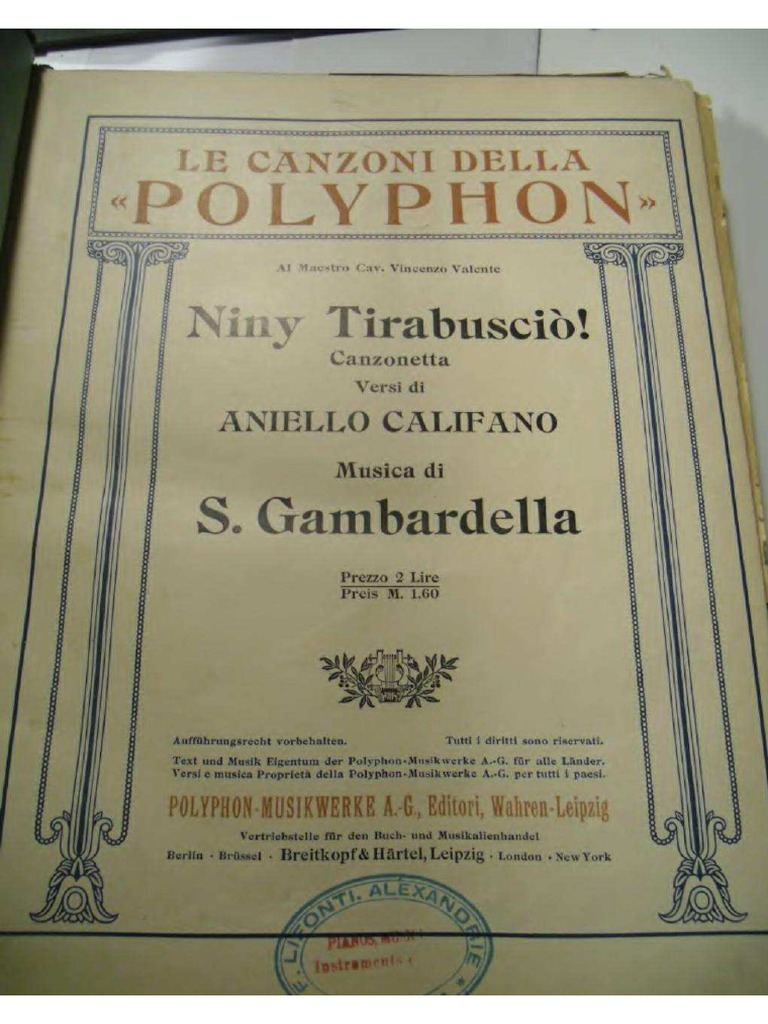 LE CANZONI DELLA
«POLYPHON»
Al Maestro Cav. Vincenzo Valente
Niny Tirabusciò!
Canzonetta
Versi di
ANIELLO CALIFANO
Musica di
S. Gambardella
Prezzo 2 Lire
Preis M. 1.60
Aufführungsrecht vorbehalten. Tutti i diritti sono riservati.
Text und Musik Eigentum der Polyphon-Musikwerke A.-G. für alle Länder.
Versi e musica Proprietà della Polyphon-Musikwerke A.-G. per tutti i paesi.
POLYPHON-MUSIKWERKE A.-G., Editori, Wahren-Leipzig
Vertriebstelle für den Buch- und Musikalienhandel
Berlin · Brüssel · Breitkopf & Härtel, Leipzig · London · New York
F. LIFONTI. ALÉXANDRIE
PIANOS,
Instruments